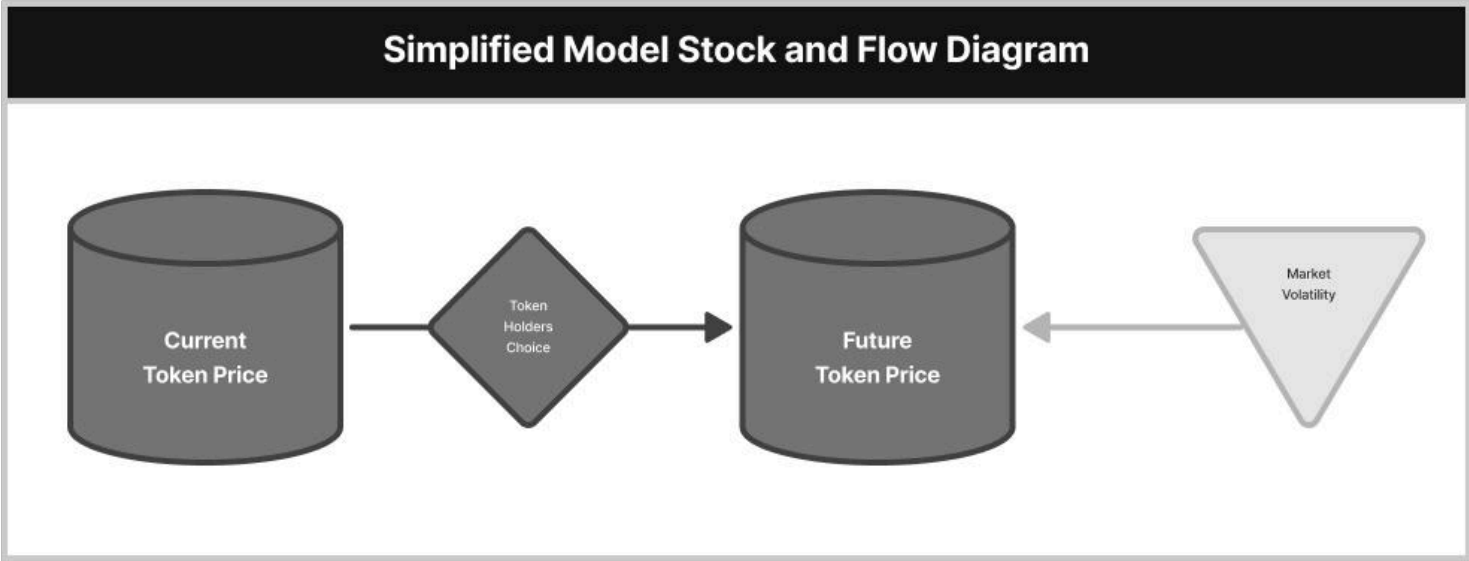 Simplified Model Stock and Flow Diagram
Current
Token Price
Token
Holders
Choice
Future
Token Price
Market
Volatility